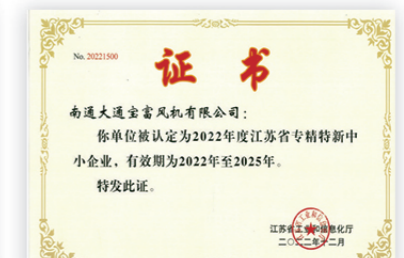 No. 20221500
证书
南通大通宝富风机有限公司：
你单位被认定为2022年度江苏省专精特新中
小企业，有效期为2022年至2025年。
特发此证。
江苏省工业和信息化厅
二〇二二年十二月